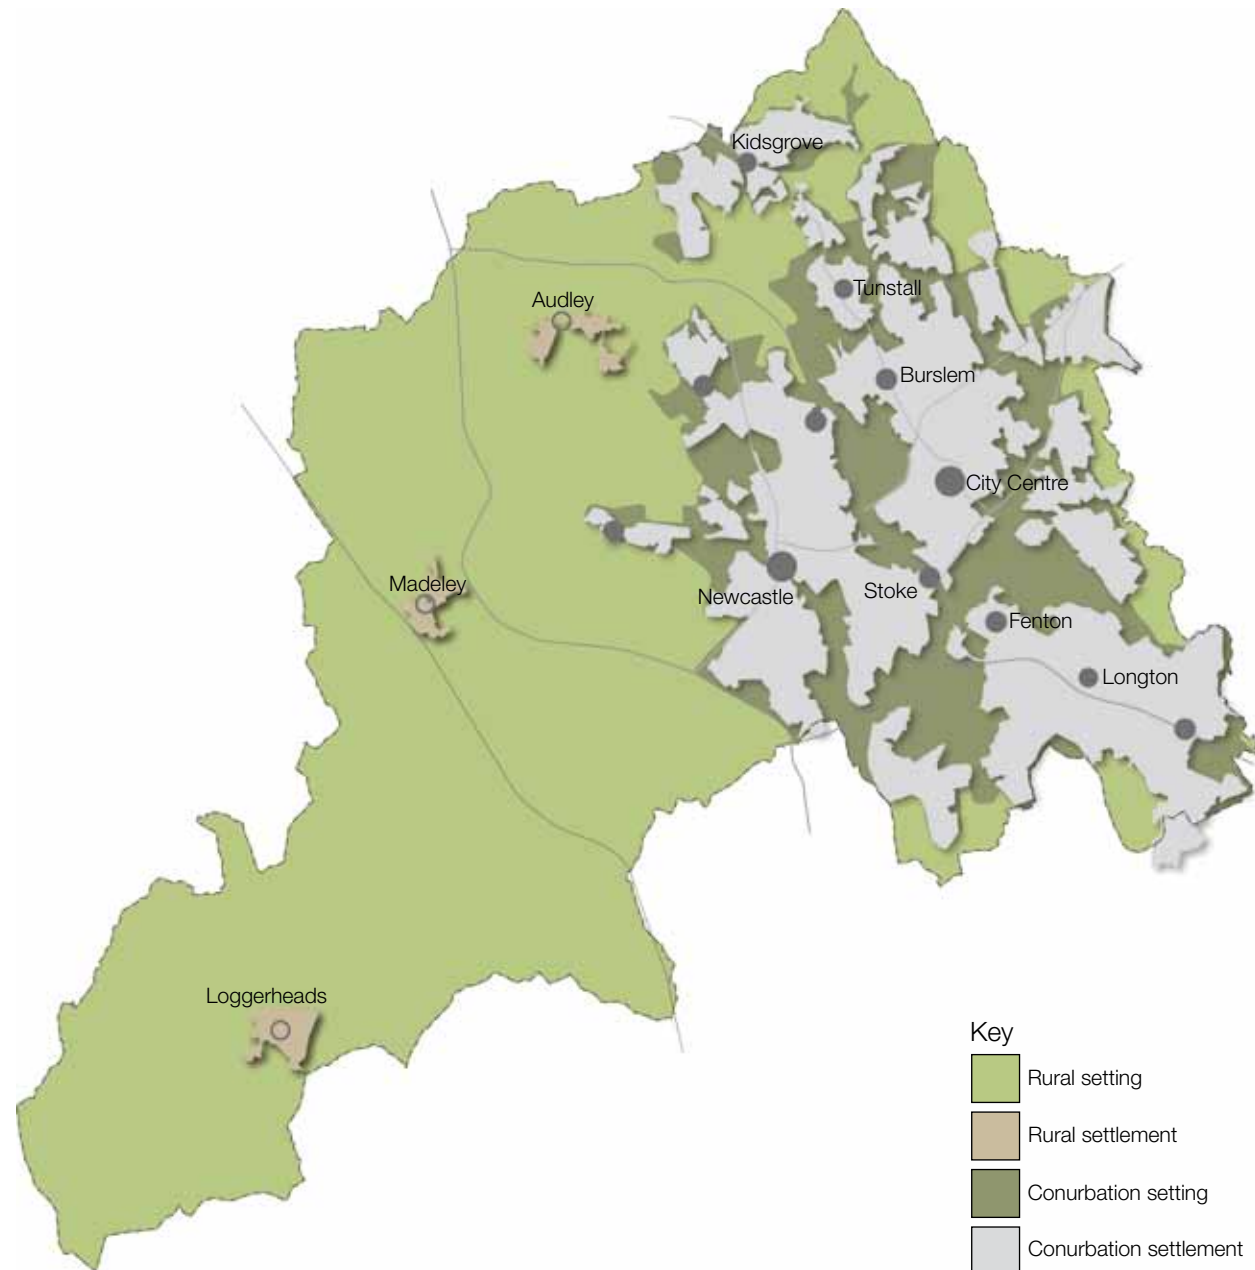 Kidsgrove
Tunstall
Audley
Burslem
City Centre
Madeley
Newcastle
Stoke
Fenton
Longton
Loggerheads
Key
Rural setting
Rural settlement
Conurbation setting
Conurbation settlement